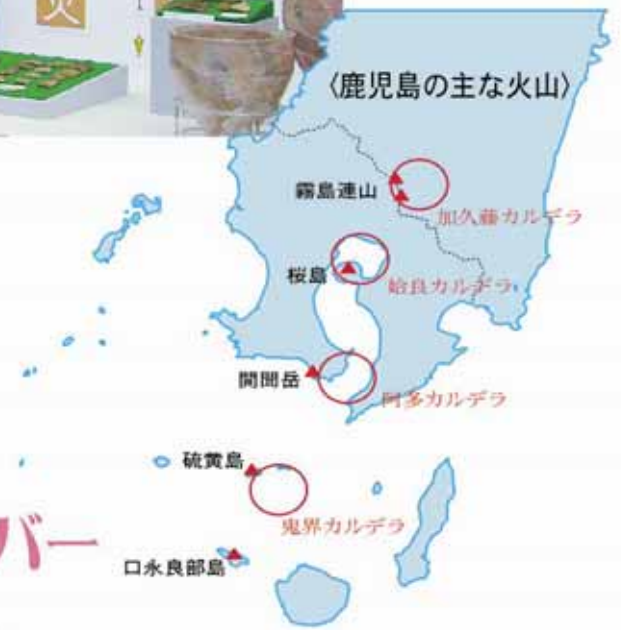 火
〈鹿児島の主な火山〉
霧島連山
加久藤カルデラ
桜島
姶良カルデラ
開聞岳
阿多カルデラ
硫黄島
鬼界カルデラ
バー
口永良部島